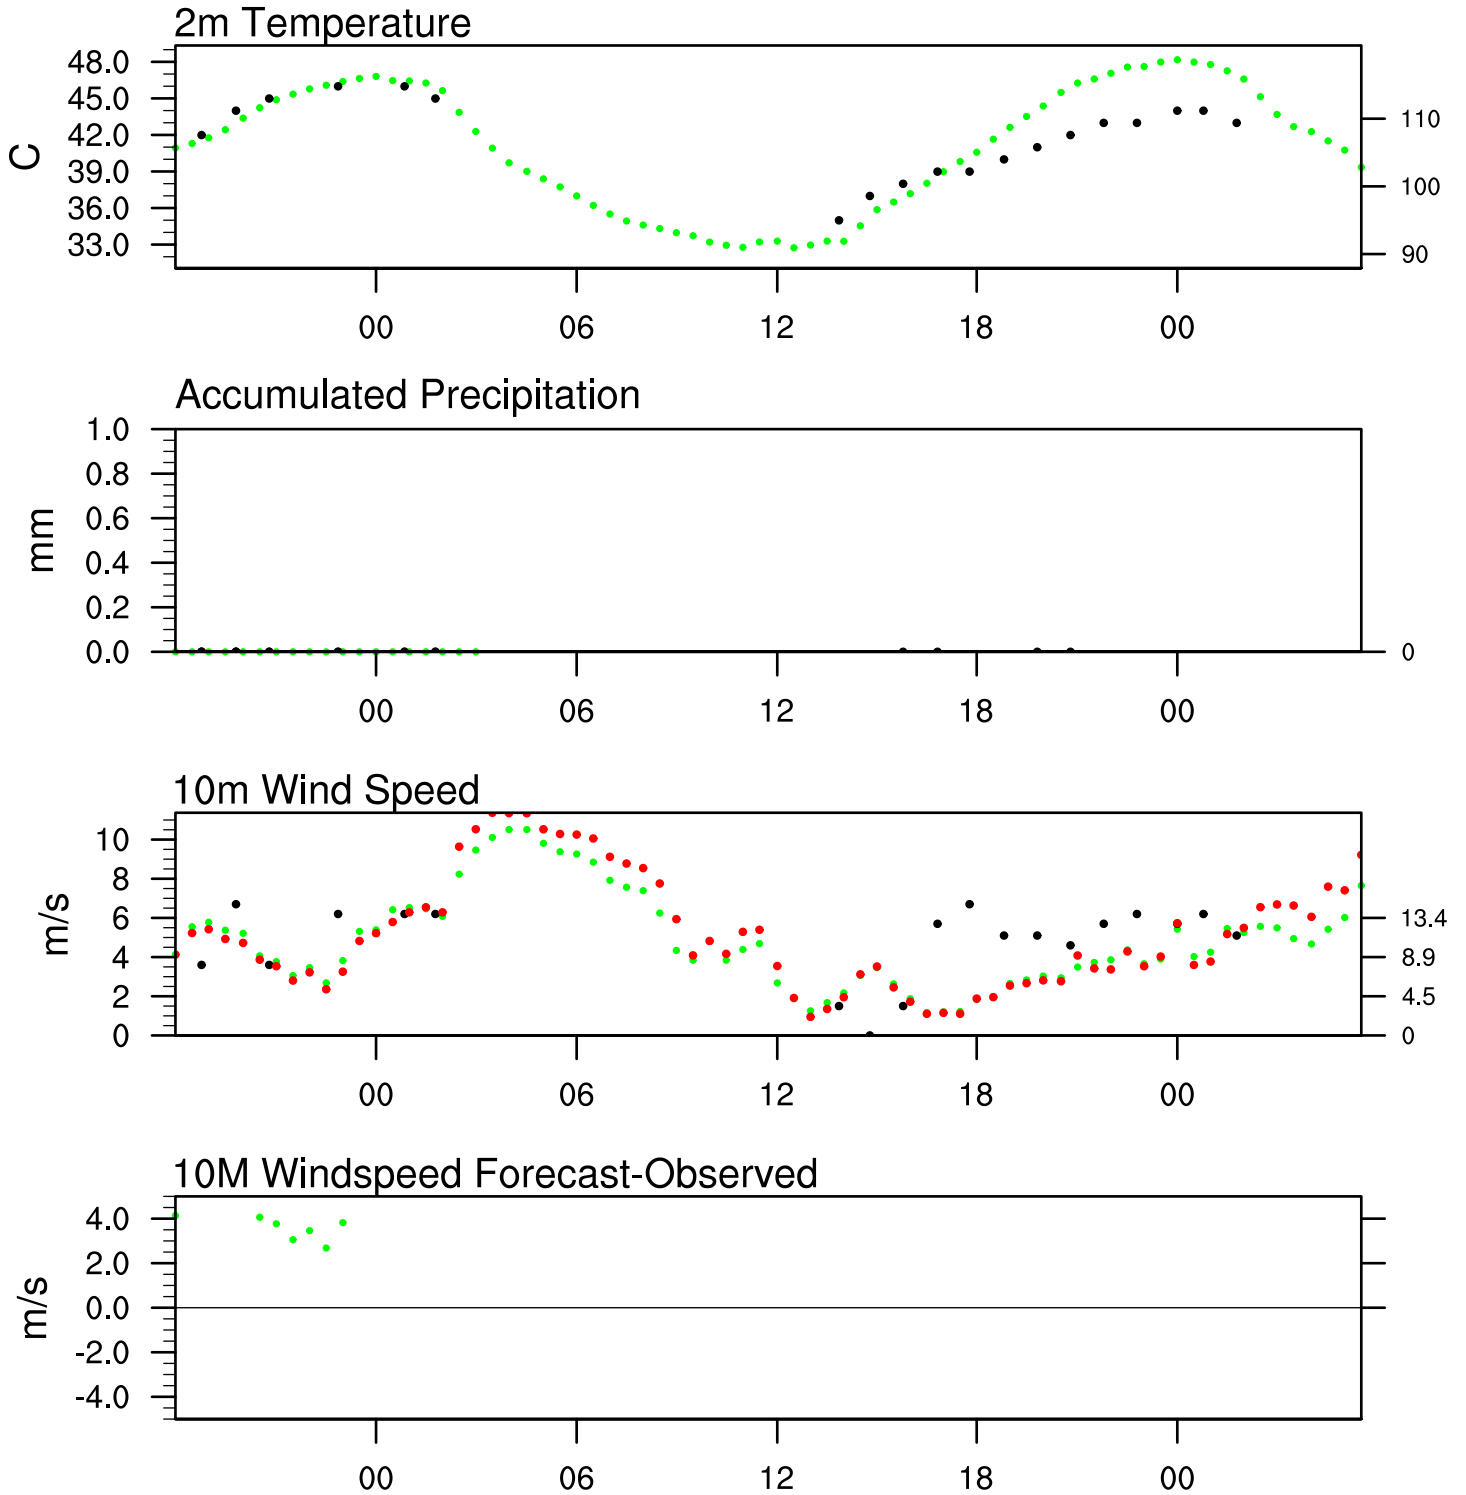 2m Temperature
48.0
45.0
42.0
39.0
36.0
33.0
C
110
100
90
00 06 12 18 00
Accumulated Precipitation
1.0
0.8
0.6
0.4
0.2
0.0
mm
0
00 06 12 18 00
10m Wind Speed
10
8
6
4
2
0
m/s
13.4
8.9
4.5
0
00 06 12 18 00
10M Windspeed Forecast-Observed
4.0
2.0
0.0
-2.0
-4.0
m/s
00 06 12 18 00